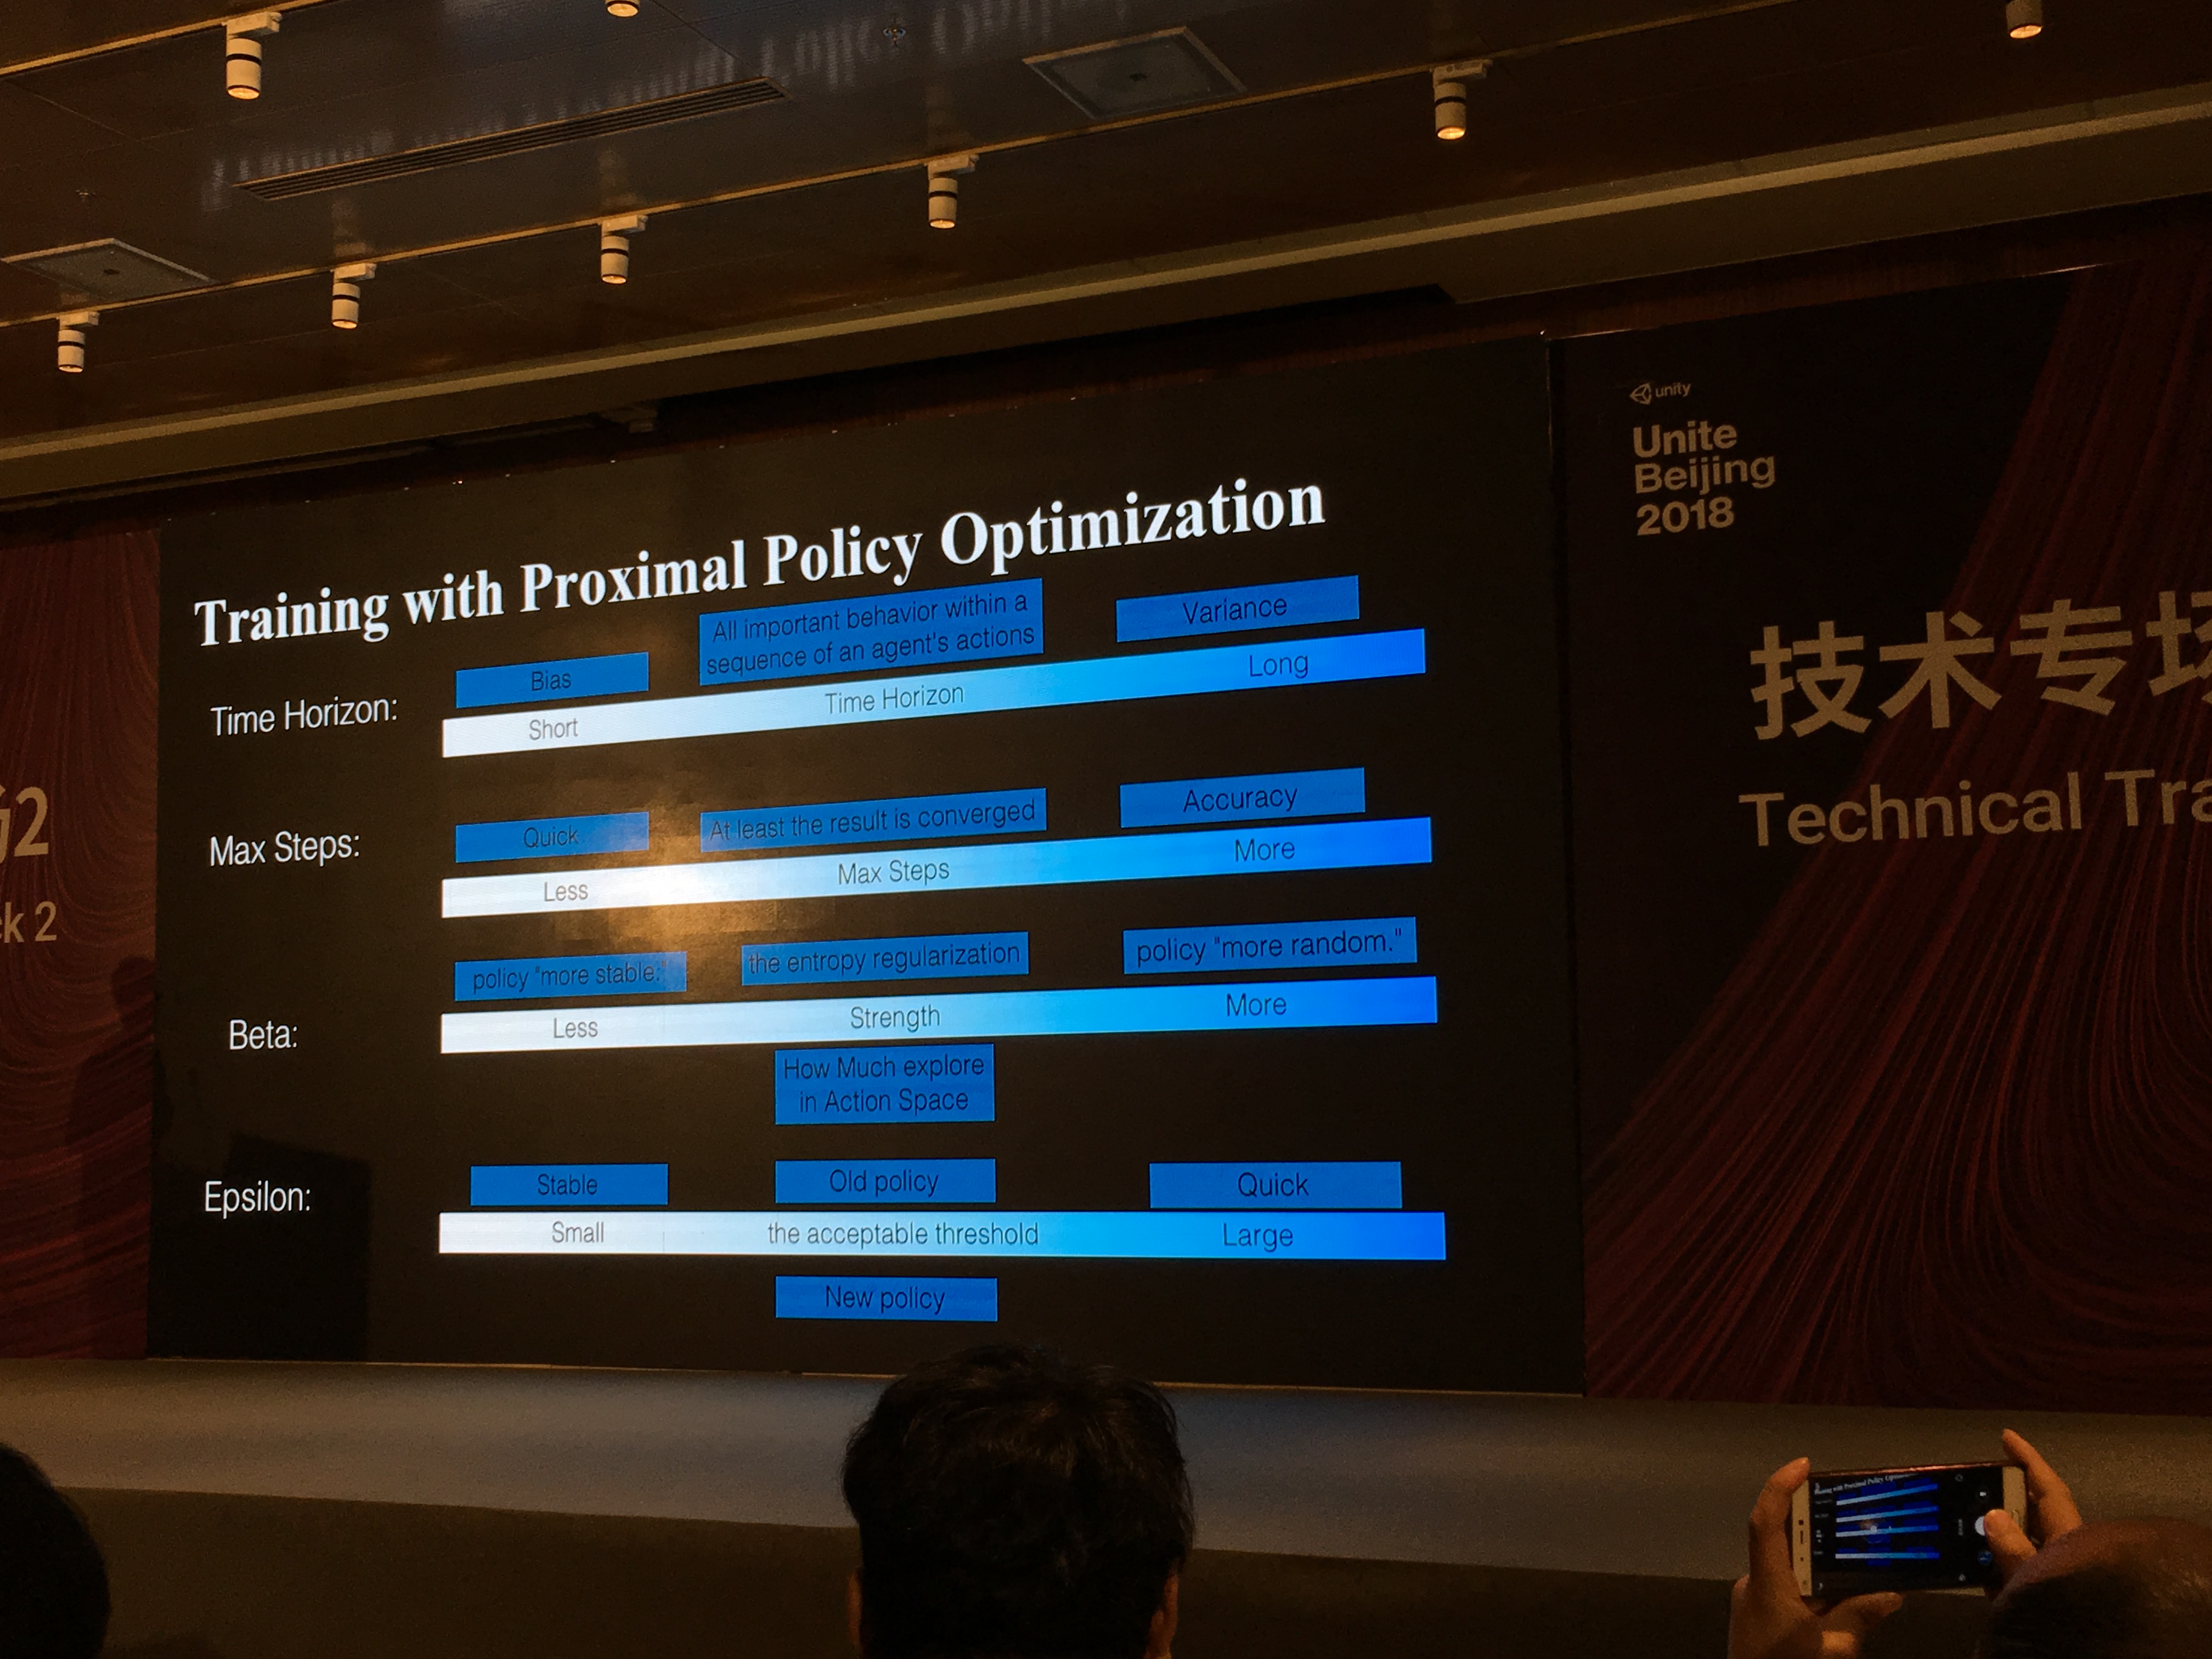 Training with Proximal Policy Optimization
Time Horizon:
Bias
All important behavior within a
sequence of an agent's actions
Variance
Short
Time Horizon
Long
Max Steps:
Quick
At least the result is converged
Accuracy
Less
Max Steps
More
Beta:
policy "more stable."
the entropy regularization
policy "more random."
Less
Strength
More
How Much explore
in Action Space
Epsilon:
Stable
Old policy
Quick
Small
the acceptable threshold
Large
New policy
unity
Unite
Beijing
2018
技术专场
Technical Tra
2
ck 2